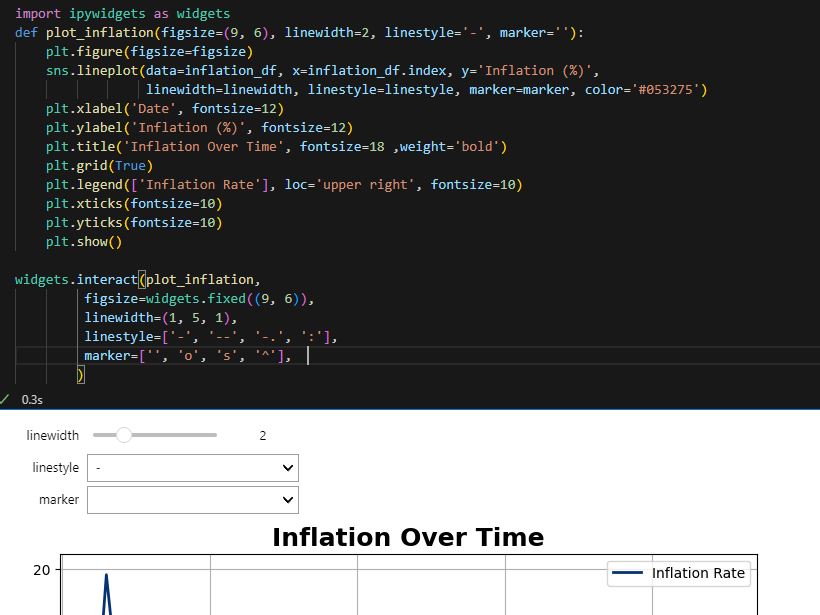 import ipywidgets as widgets
def plot_inflation(figsize=(9, 6), linewidth=2, linestyle='-', marker=''):
    plt.figure(figsize=figsize)
    sns.lineplot(data=inflation_df, x=inflation_df.index, y='Inflation (%)',
                 linewidth=linewidth, linestyle=linestyle, marker=marker, color='#053275')
    plt.xlabel('Date', fontsize=12)
    plt.ylabel('Inflation (%)', fontsize=12)
    plt.title('Inflation Over Time', fontsize=18 ,weight='bold')
    plt.grid(True)
    plt.legend(['Inflation Rate'], loc='upper right', fontsize=10)
    plt.xticks(fontsize=10)
    plt.yticks(fontsize=10)
    plt.show()
widgets.interact(plot_inflation,
         figsize=widgets.fixed((9, 6)),
         linewidth=(1, 5, 1),
         linestyle=['-', '--', '-.', ':'],
         marker=['', 'o', 's', '^'],
        )
✓ 0.3s
linewidth 2
linestyle -
marker
Inflation Over Time
20
Inflation Rate